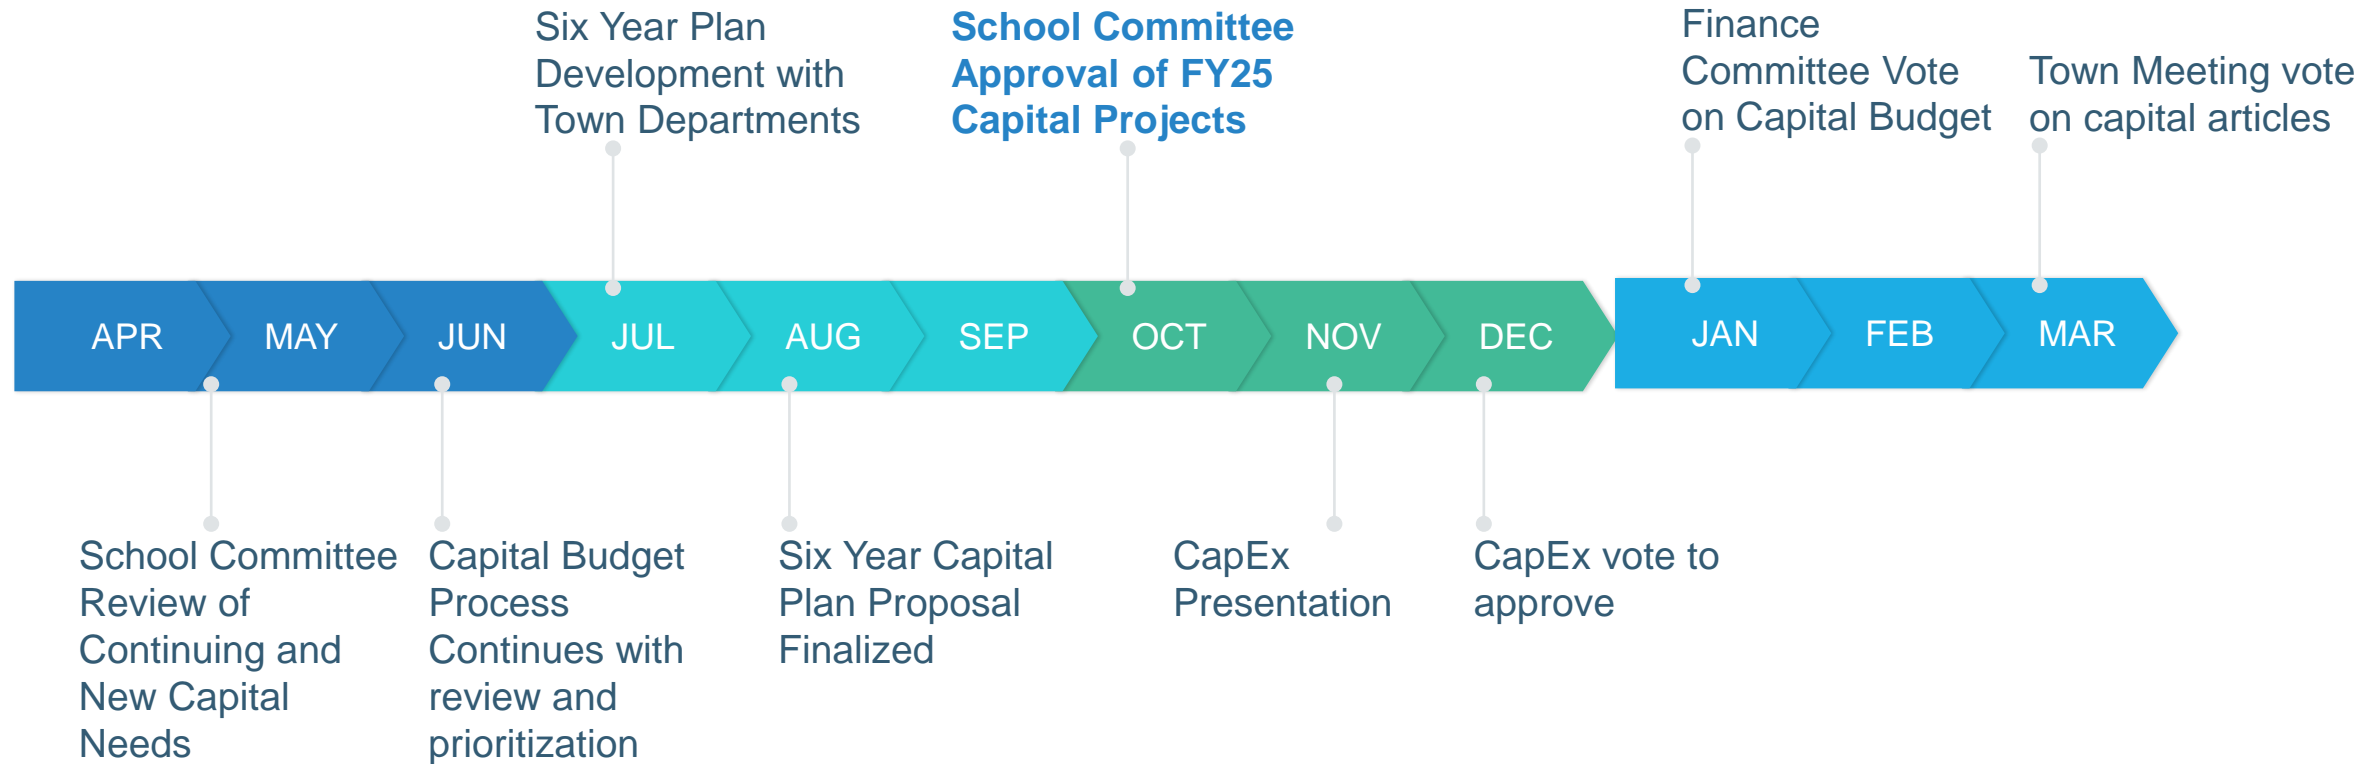 Six Year Plan
Development with
Town Departments
School Committee
Approval of FY25
Capital Projects
Finance
Committee Vote
on Capital Budget
Town Meeting vote
on capital articles
APR
MAY
JUN
JUL
AUG
SEP
OCT
NOV
DEC
JAN
FEB
MAR
School Committee
Review of
Continuing and
New Capital
Needs
Capital Budget
Process
Continues with
review and
prioritization
Six Year Capital
Plan Proposal
Finalized
CapEx
Presentation
CapEx vote to
approve